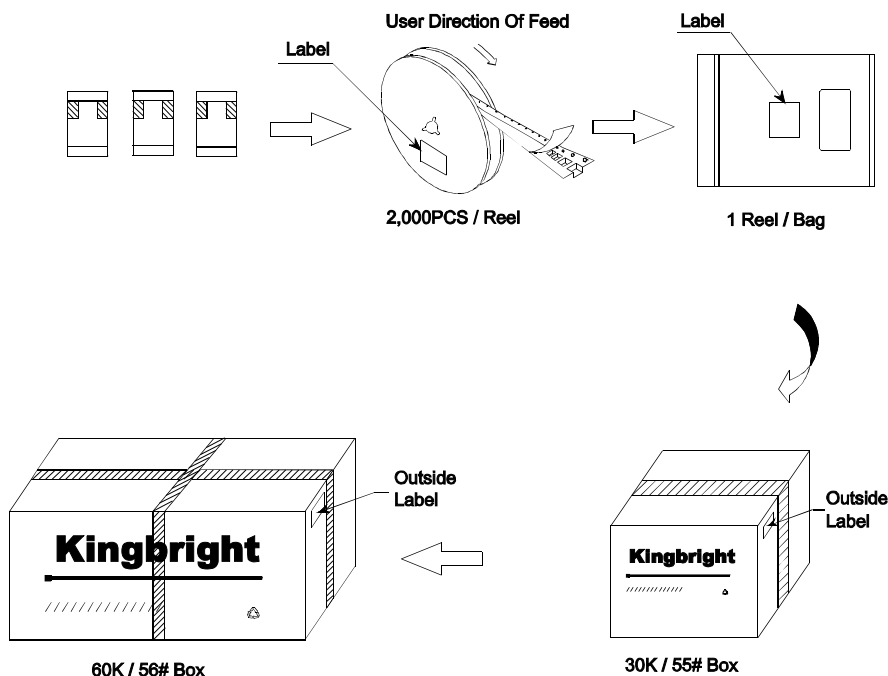 User Direction Of Feed
Label
Label
2,000PCS / Reel
1 Reel / Bag
Outside
Label
Kingbright
60K / 56# Box
Outside
Label
Kingbright
30K / 55# Box